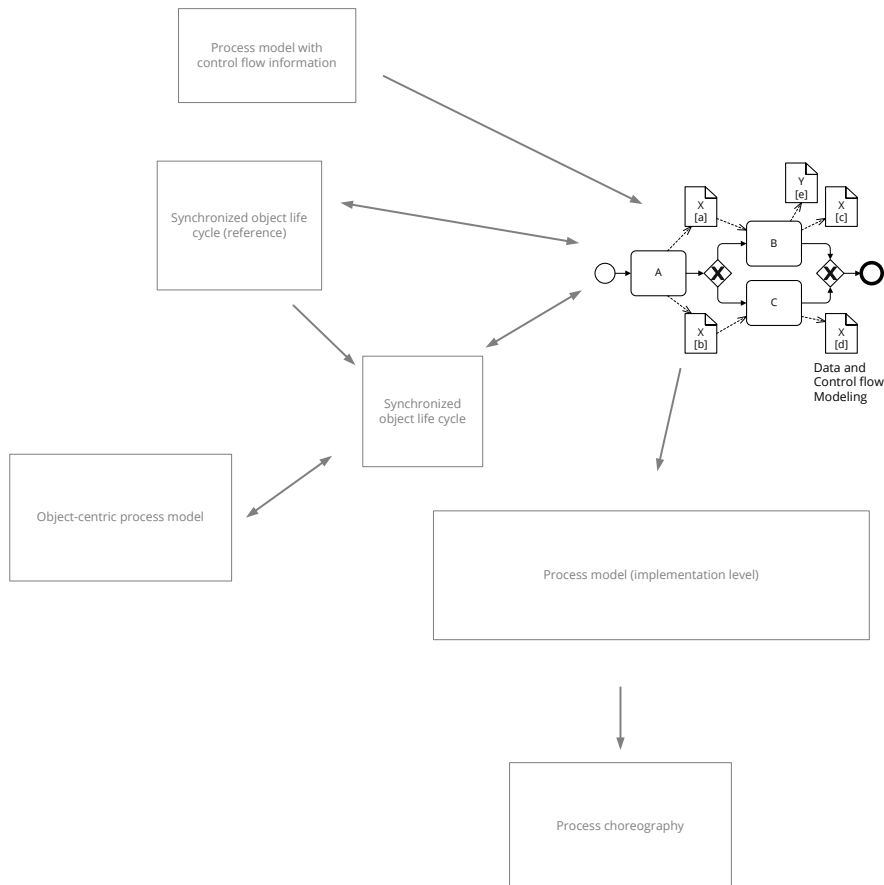 Process model with
control flow information
Synchronized object life
cycle (reference)
Y
[e]
X
[a]
X
[c]
B
A
X
X
C
X
[b]
X
[d]
Data and
Control flow
Modeling
Synchronized
object life cycle
Object-centric process model
Process model (implementation level)
Process choreography